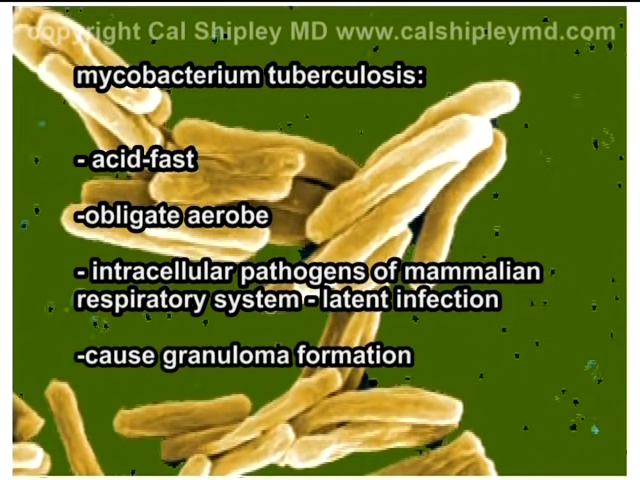 copyright Cal Shipley MD www.calshipleymd.com
mycobacterium tuberculosis:
- acid-fast
-obligate aerobe
- intracellular pathogens of mammalian
respiratory system - latent infection
-cause granuloma formation